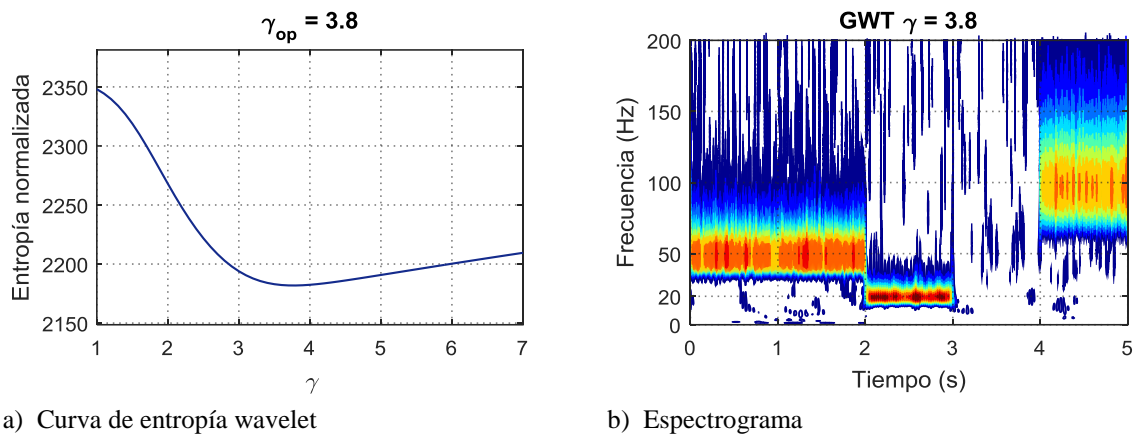 γop = 3.8
Entropía normalizada
2350
2300
2250
2200
2150
1 2 3 4 5 6 7
γ
a) Curva de entropía wavelet
GWT γ = 3.8
Frecuencia (Hz)
200
150
100
50
20
0
0 1 2 3 4 5
Tiempo (s)
b) Espectrograma